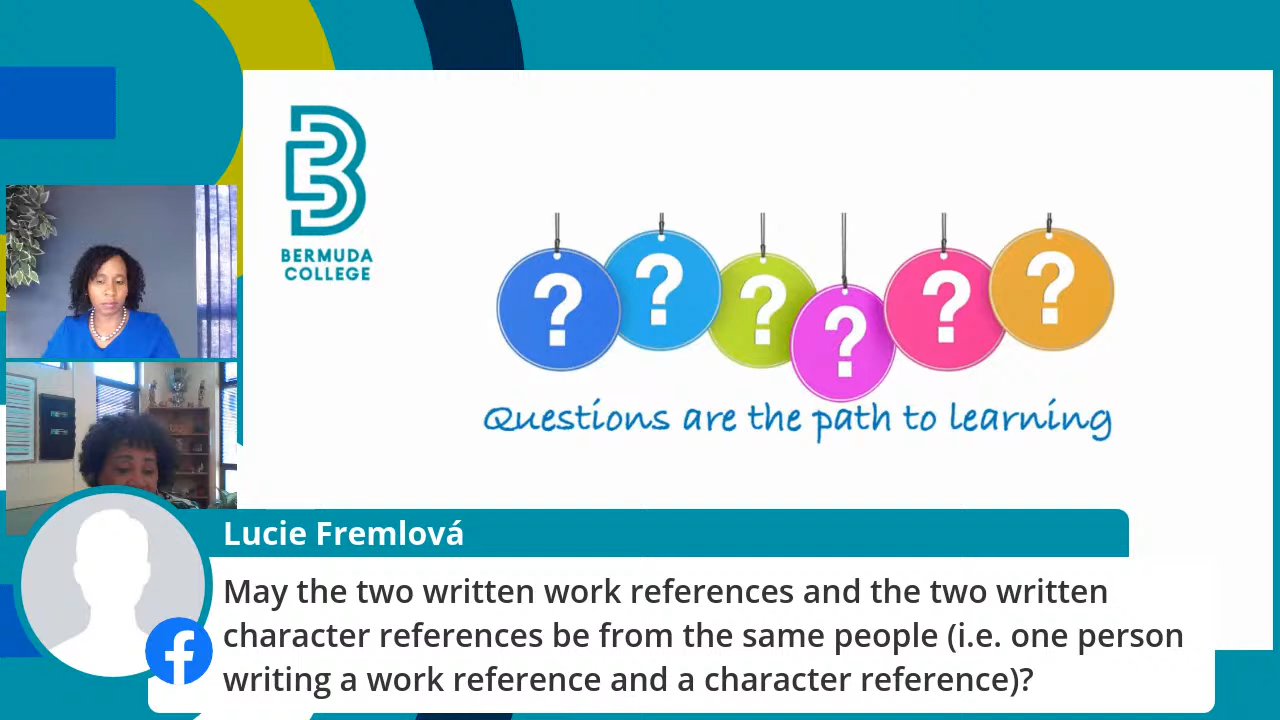 BERMUDA
COLLEGE
? ? ? ? ? ?
Questions are the path to learning
Lucie Fremlová
May the two written work references and the two written
character references be from the same people (i.e. one person
writing a work reference and a character reference)?